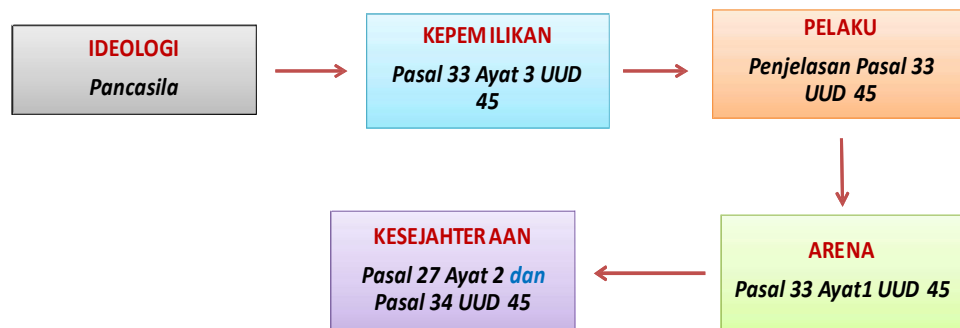 IDEOLOGI
Pancasila
KEPEMILIKAN
Pasal 33 Ayat 3 UUD
45
PELAKU
Penjelasan Pasal 33
UUD 45
ARENA
Pasal 33 Ayat1 UUD 45
KESEJAHTERAAN
Pasal 27 Ayat 2 dan
Pasal 34 UUD 45